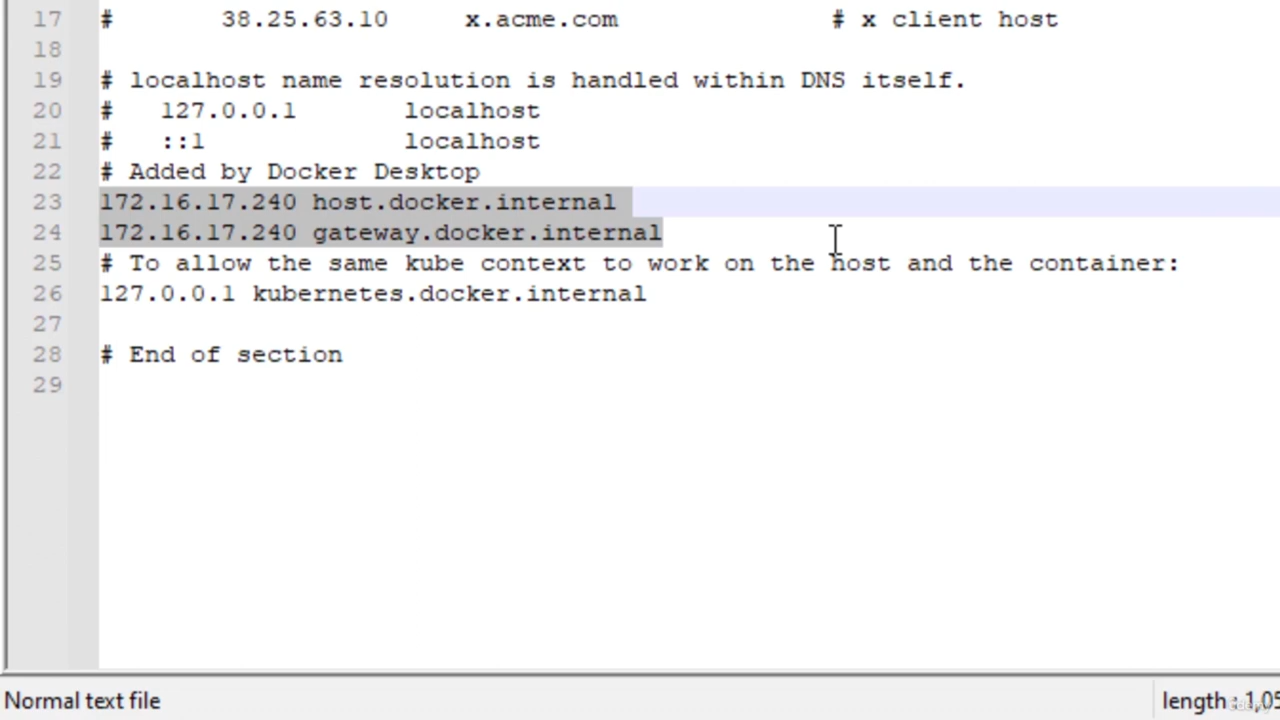 17 # 38.25.63.10 x.acme.com # x client host
18
19 # localhost name resolution is handled within DNS itself.
20 # 127.0.0.1 localhost
21 # ::1 localhost
22 # Added by Docker Desktop
23 172.16.17.240 host.docker.internal
24 172.16.17.240 gateway.docker.internal
25 # To allow the same kube context to work on the host and the container:
26 127.0.0.1 kubernetes.docker.internal
27
28 # End of section
29
Normal text file length :